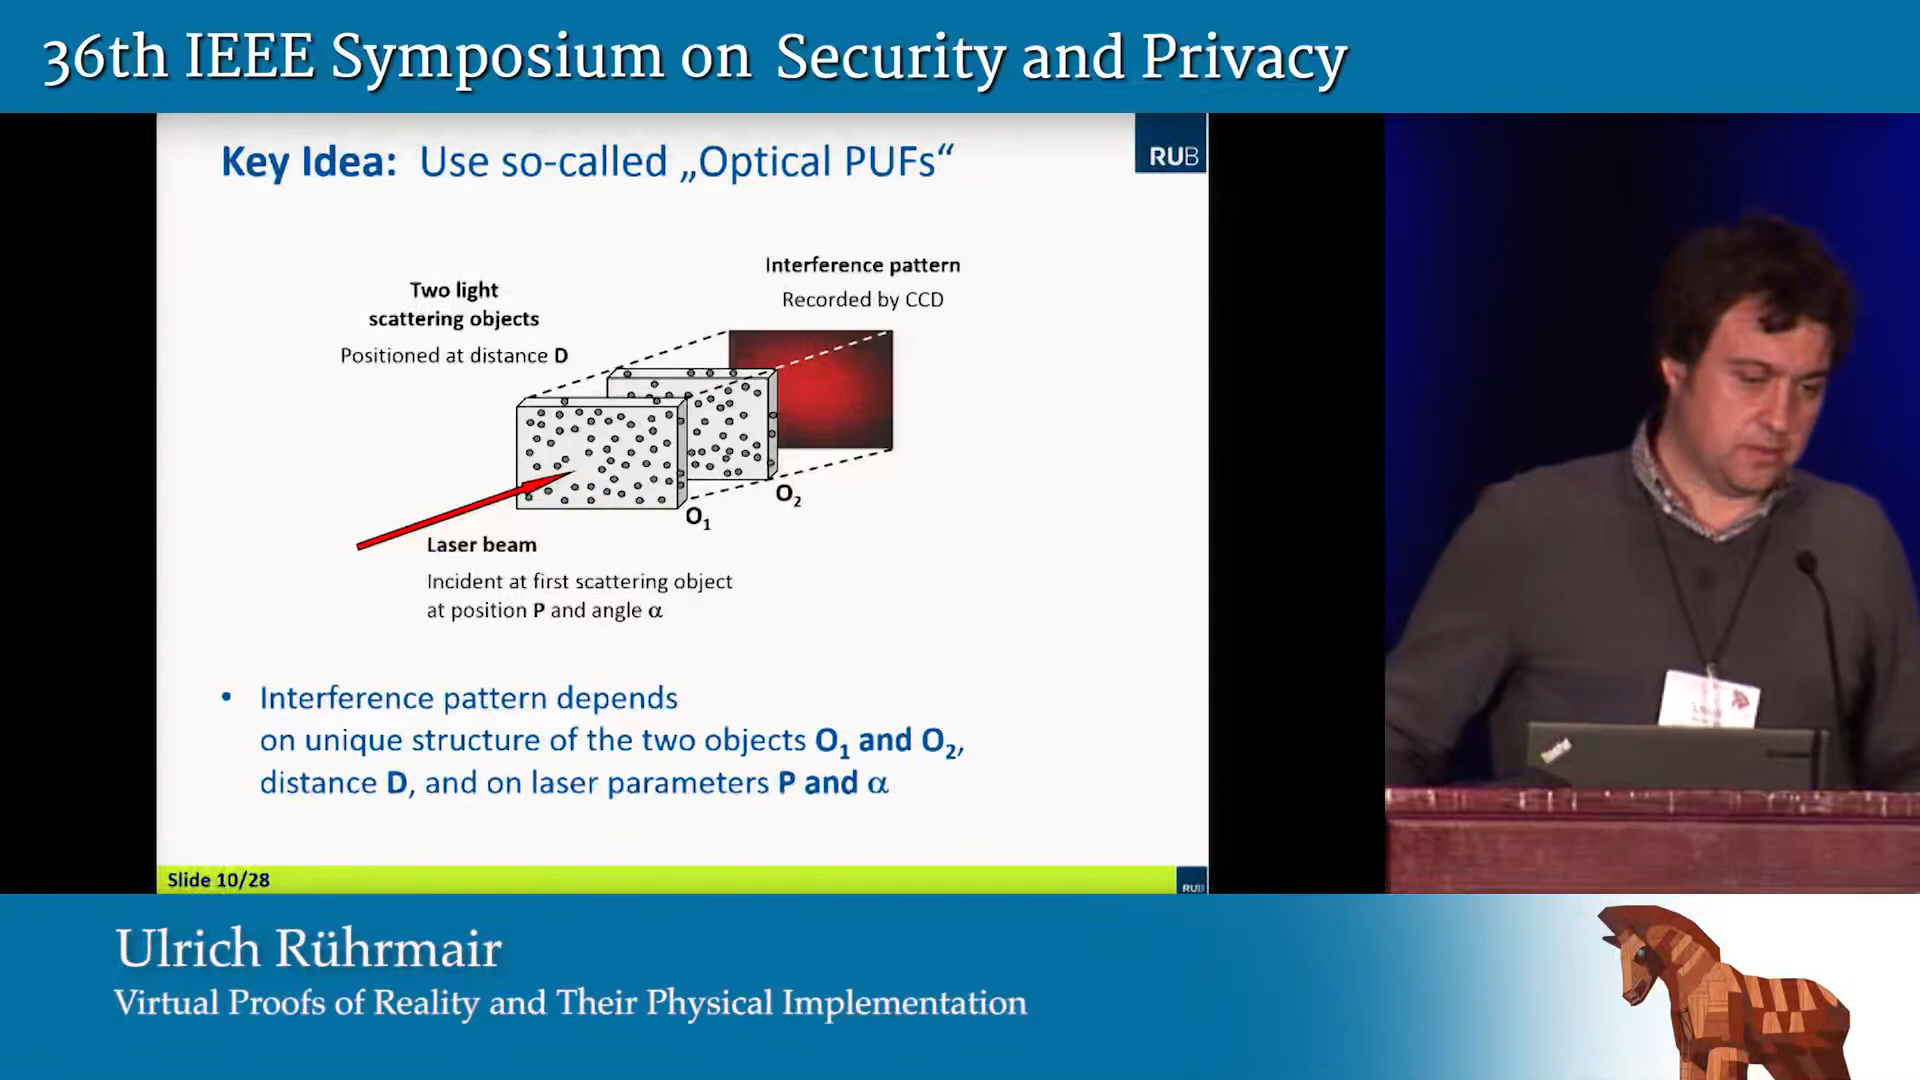 36th IEEE Symposium on Security and Privacy
Key Idea: Use so-called „Optical PUFs“
RUB
Interference pattern
Recorded by CCD
Two light
scattering objects
Positioned at distance D
O₂
O₁
Laser beam
Incident at first scattering object
at position P and angle α
• Interference pattern depends
on unique structure of the two objects O₁ and O₂,
distance D, and on laser parameters P and α
Slide 10/28
RUB
Ulrich Rührmair
Virtual Proofs of Reality and Their Physical Implementation